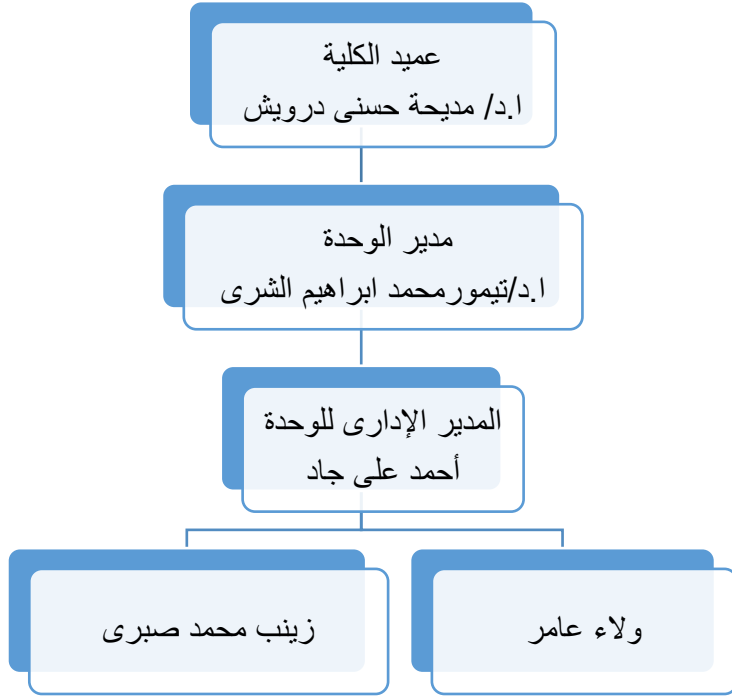 عميد الكلية
ا.د/ مديحة حسنى درويش
مدير الوحدة
ا.د/تيمورمحمد ابراهيم الشرى
المدير الإدارى للوحدة
أحمد على جاد
ولاء عامر
زينب محمد صبرى